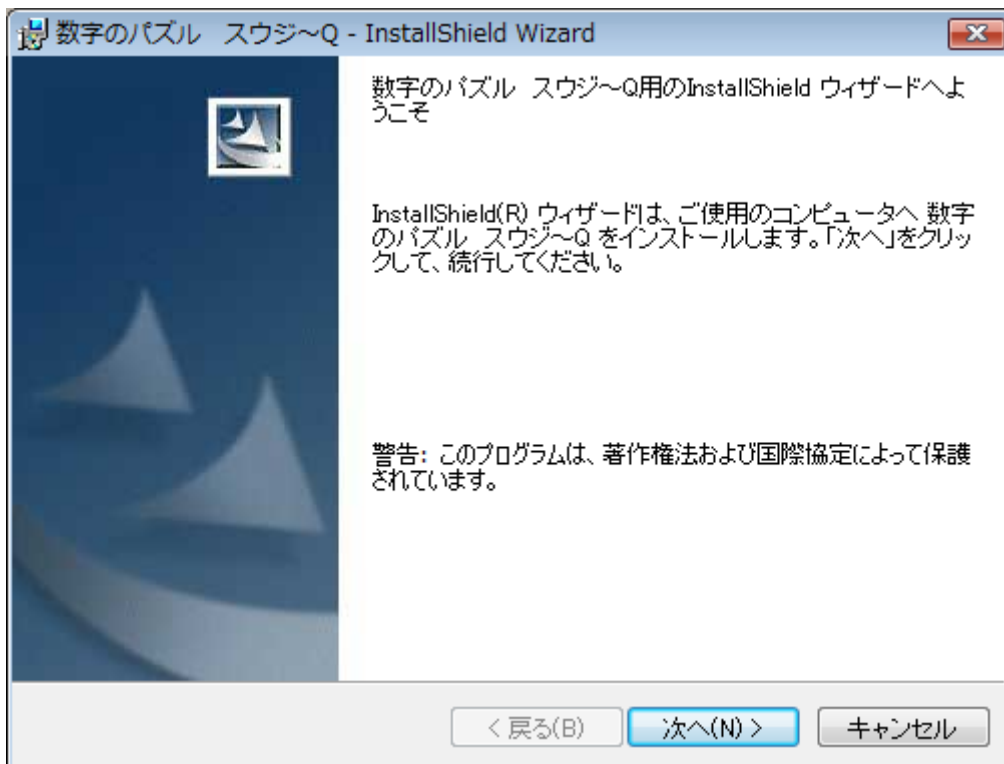 数字のパズル　スウジ～Q - InstallShield Wizard
数字のパズル　スウジ～Q用のInstallShield ウィザードへよ
うこそ
InstallShield(R) ウィザードは、ご使用のコンピュータへ 数字
のパズル　スウジ～Q をインストールします。「次へ」をクリッ
クして、続行してください。
警告: このプログラムは、著作権法および国際協定によって保護
されています。
< 戻る(B)　次へ(N) >　キャンセル